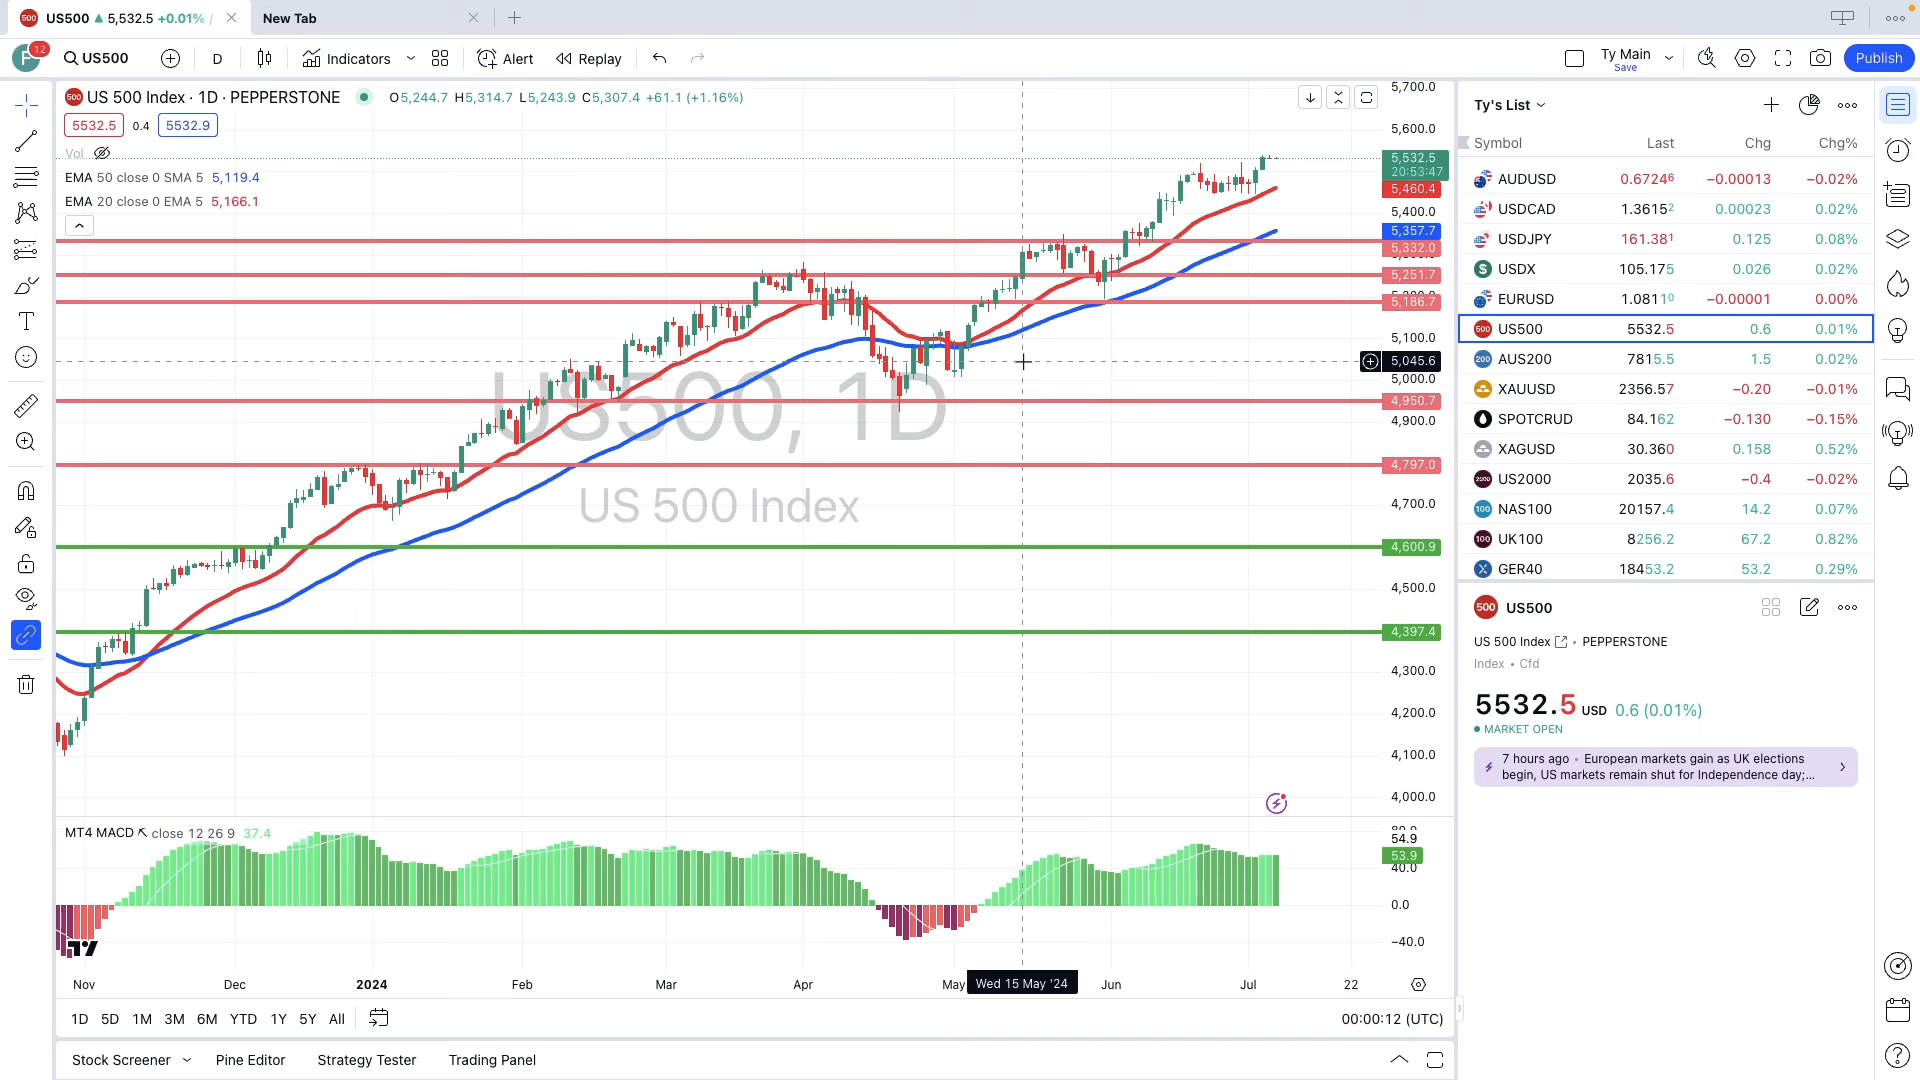 500 US500 5,532.5 +0.01% /
New Tab
F 12 US500 D Indicators Alert Replay Ty Main Save Publish
500 US 500 Index · 1D · PEPPERSTONE O5,244.7 H5,314.7 L5,243.9 C5,307.4 +61.1 (+1.16%)
5532.5 0.4 5532.9
Vol
EMA 50 close 0 SMA 5 5,119.4
EMA 20 close 0 EMA 5 5,166.1
US500, 1D
US 500 Index
5,700.0
5,600.0
5,532.5
20:53:47
5,460.4
5,400.0
5,357.7
5,332.0
5,251.7
5,186.7
5,100.0
5,045.6
5,000.0
4,950.7
4,900.0
4,797.0
4,700.0
4,600.9
4,500.0
4,397.4
4,300.0
4,200.0
4,100.0
4,000.0
MT4 MACD close 12 26 9 37.4
80.0
54.9
53.9
40.0
0.0
−40.0
Nov Dec 2024 Feb Mar Apr May Wed 15 May '24 Jun Jul 22
1D 5D 1M 3M 6M YTD 1Y 5Y All
00:00:12 (UTC)
Stock Screener Pine Editor Strategy Tester Trading Panel
Ty's List
Symbol Last Chg Chg%
AUDUSD 0.67246 −0.00013 −0.02%
USDCAD 1.36152 0.00023 0.02%
USDJPY 161.381 0.125 0.08%
$ USDX 105.175 0.026 0.02%
EURUSD 1.08110 −0.00001 0.00%
500 US500 5532.5 0.6 0.01%
200 AUS200 7815.5 1.5 0.02%
XAUUSD 2356.57 −0.20 −0.01%
SPOTCRUD 84.162 −0.130 −0.15%
XAGUSD 30.360 0.158 0.52%
2000 US2000 2035.6 −0.4 −0.02%
100 NAS100 20157.4 14.2 0.07%
100 UK100 8256.2 67.2 0.82%
X GER40 18453.2 53.2 0.29%
500 US500
US 500 Index • PEPPERSTONE
Index • Cfd
5532.5 USD 0.6 (0.01%)
MARKET OPEN
7 hours ago • European markets gain as UK elections
begin, US markets remain shut for Independence day;...